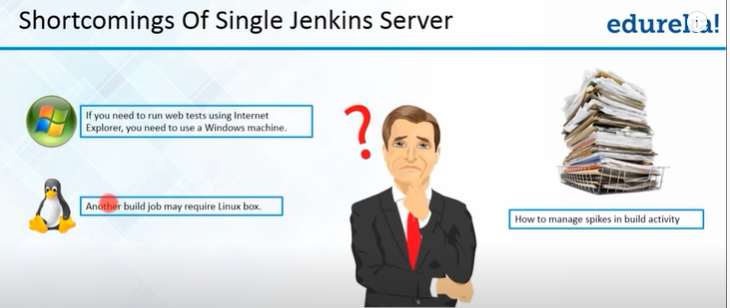 Shortcomings Of Single Jenkins Server
edureka!
If you need to run web tests using Internet
Explorer, you need to use a Windows machine.
?
Another build job may require Linux box.
How to manage spikes in build activity